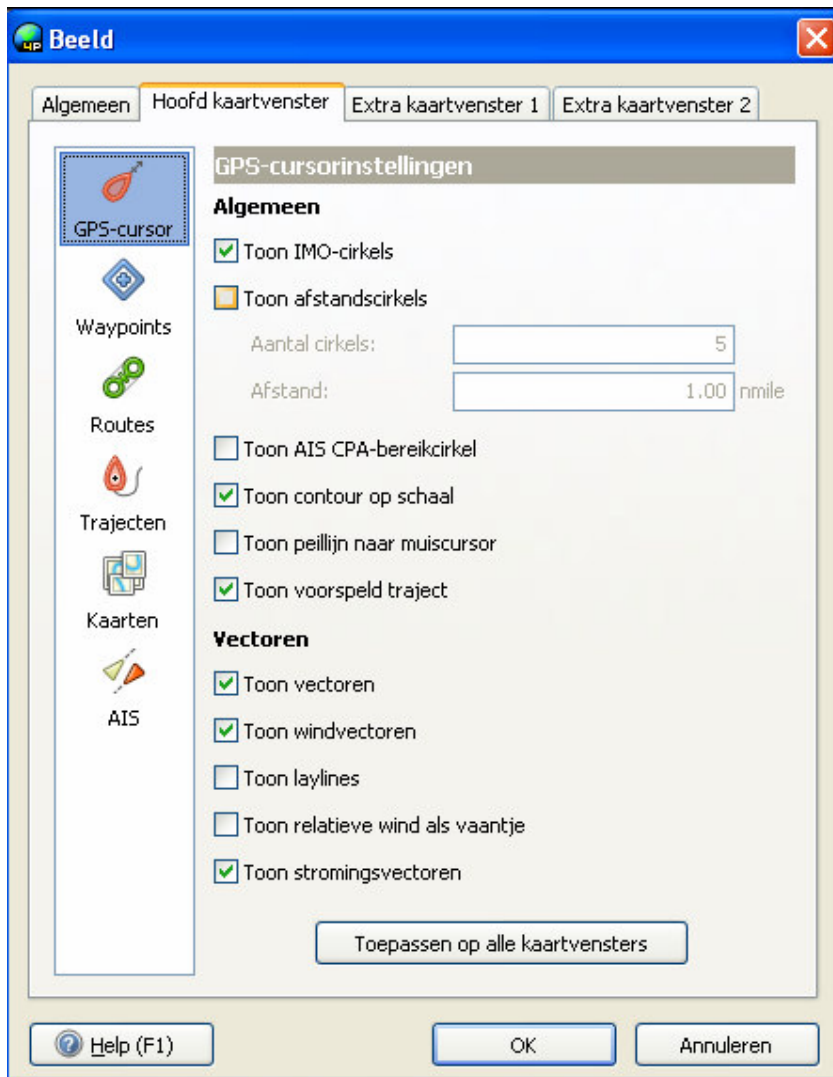 Beeld
Algemeen
Hoofd kaartvenster
Extra kaartvenster 1
Extra kaartvenster 2
GPS-cursor
Waypoints
Routes
Trajecten
Kaarten
AIS
GPS-cursorinstellingen
Algemeen
Toon IMO-cirkels
Toon afstandscirkels
Aantal cirkels: 5
Afstand: 1.00 nmile
Toon AIS CPA-bereikcirkel
Toon contour op schaal
Toon peillijn naar muiscursor
Toon voorspeld traject
Vectoren
Toon vectoren
Toon windvectoren
Toon laylines
Toon relatieve wind als vaantje
Toon stromingsvectoren
Toepassen op alle kaartvensters
Help (F1)
OK
Annuleren